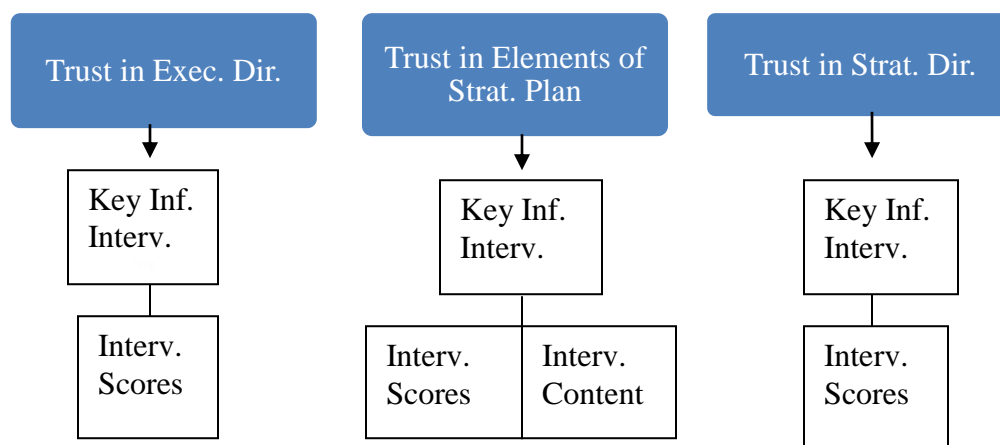 Trust in Exec. Dir.
Trust in Elements of
Strat. Plan
Trust in Strat. Dir.
Key Inf.
Interv.
Key Inf.
Interv.
Key Inf.
Interv.
Interv.
Scores
Interv.
Scores
Interv.
Content
Interv.
Scores